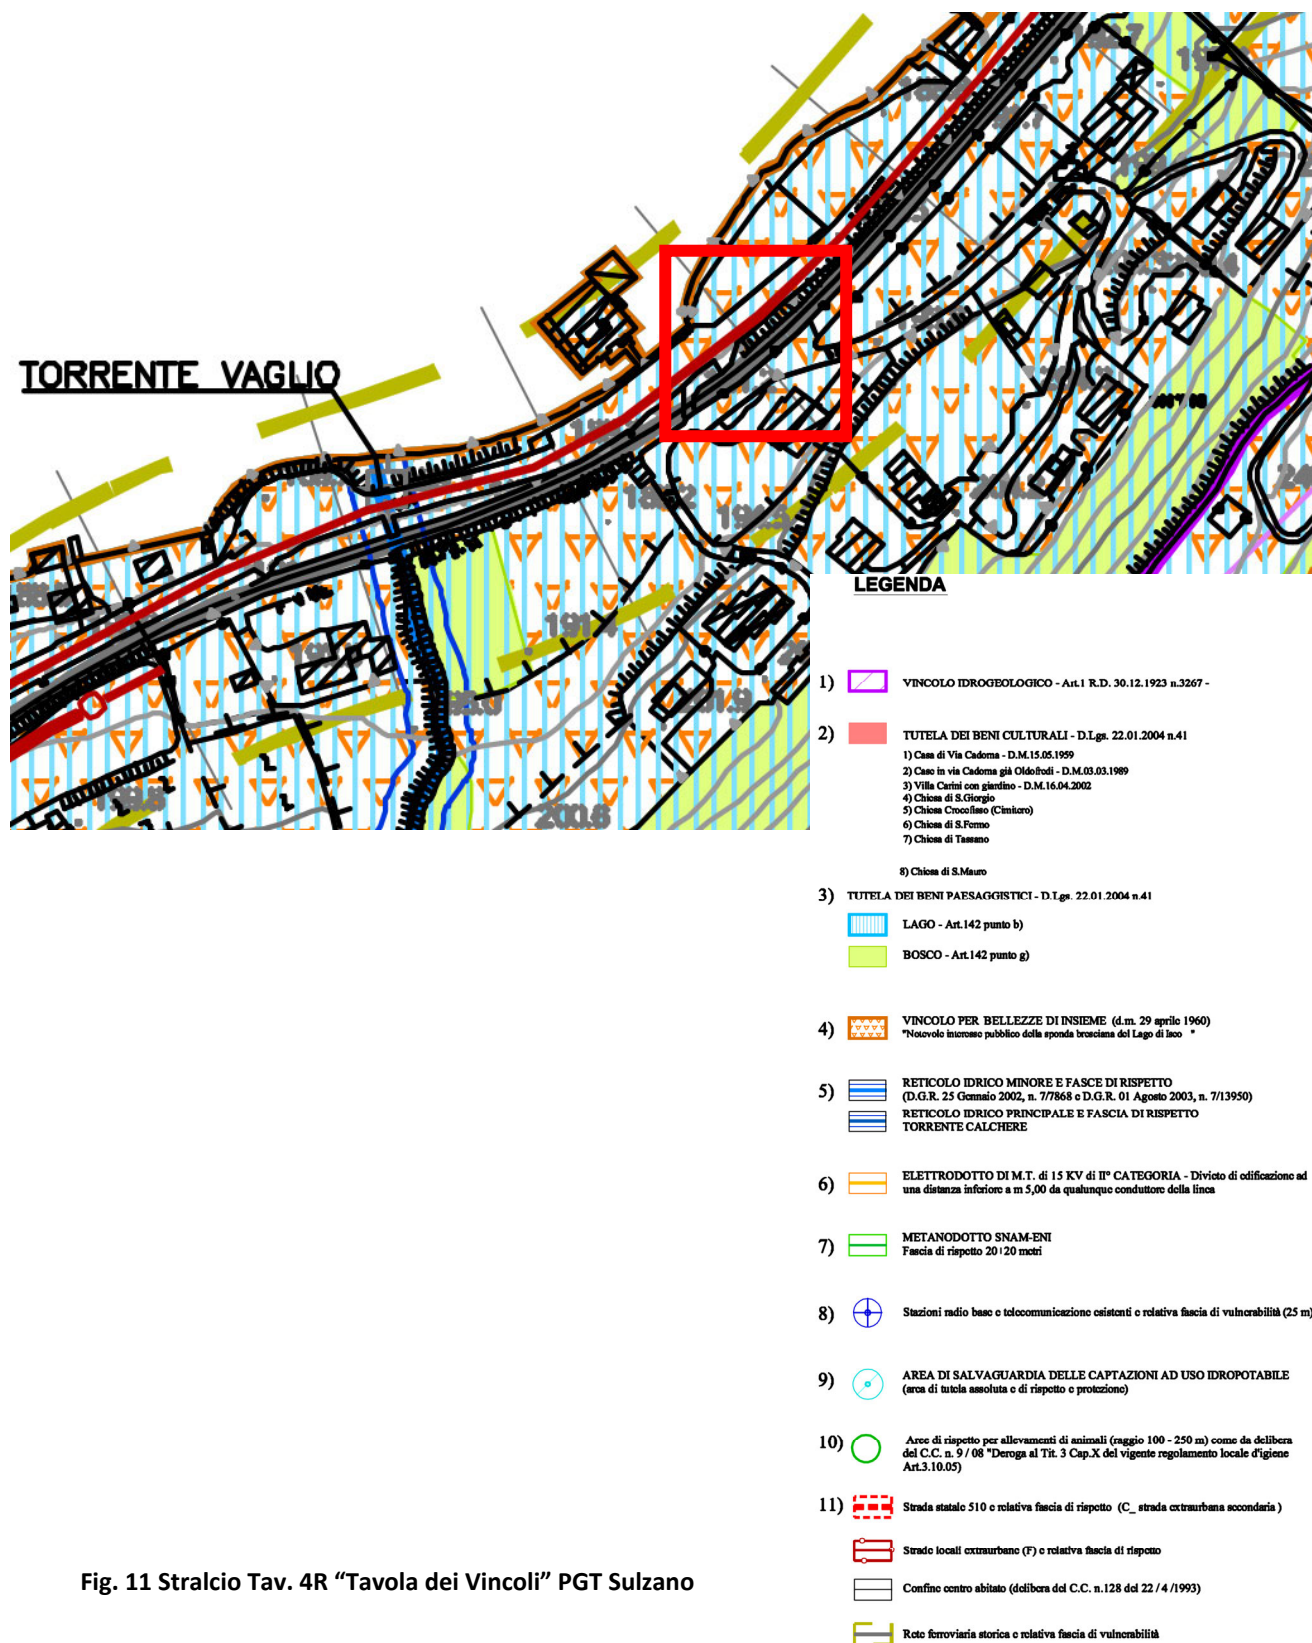 TORRENTE VAGLIO
191.4
200.6
LEGENDA
1) VINCOLO IDROGEOLOGICO - Art.1 R.D. 30.12.1923 n.3267 -
2) TUTELA DEI BENI CULTURALI - D.Lgs. 22.01.2004 n.41
1) Casa di Via Cadorna - D.M.15.05.1959
2) Case in via Cadorna già Oldofredi - D.M.03.03.1989
3) Villa Carini con giardino - D.M.16.04.2002
4) Chiesa di S.Giorgio
5) Chiesa Crocefisso (Cimitero)
6) Chiesa di S.Fermo
7) Chiesa di Tassano
8) Chiesa di S.Mauro
3) TUTELA DEI BENI PAESAGGISTICI - D.Lgs. 22.01.2004 n.41
LAGO - Art.142 punto b)
BOSCO - Art.142 punto g)
4) VINCOLO PER BELLEZZE DI INSIEME (d.m. 29 aprile 1960)
"Notevole interesse pubblico della sponda bresciana del Lago di Iseo "
5) RETICOLO IDRICO MINORE E FASCE DI RISPETTO
(D.G.R. 25 Gennaio 2002, n. 7/7868 e D.G.R. 01 Agosto 2003, n. 7/13950)
RETICOLO IDRICO PRINCIPALE E FASCIA DI RISPETTO
TORRENTE CALCHERE
6) ELETTRODOTTO DI M.T. di 15 KV di II° CATEGORIA - Divieto di edificazione ad
una distanza inferiore a m 5,00 da qualunque conduttore della linea
7) METANODOTTO SNAM-ENI
Fascia di rispetto 20+20 metri
8) Stazioni radio base e telecomunicazione esistenti e relativa fascia di vulnerabilità (25 m)
9) AREA DI SALVAGUARDIA DELLE CAPTAZIONI AD USO IDROPOTABILE
(area di tutela assoluta e di rispetto e protezione)
10) Aree di rispetto per allevamenti di animali (raggio 100 - 250 m) come da delibera
del C.C. n. 9 / 08 "Deroga al Tit. 3 Cap.X del vigente regolamento locale d'igiene
Art.3.10.05)
11) Strada statale 510 e relativa fascia di rispetto (C_ strada extraurbana secondaria )
Strade locali extraurbane (F) e relativa fascia di rispetto
Confine centro abitato (delibera del C.C. n.128 del 22 / 4 /1993)
Rete ferroviaria storica e relativa fascia di vulnerabilità
Fig. 11 Stralcio Tav. 4R “Tavola dei Vincoli” PGT Sulzano